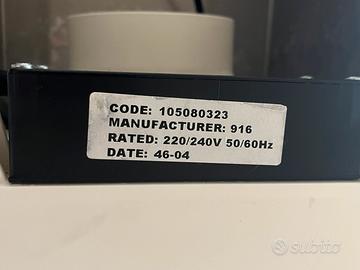 CODE: 105080323
MANUFACTURER: 916
RATED: 220/240V 50/60Hz
DATE: 46-04
subito